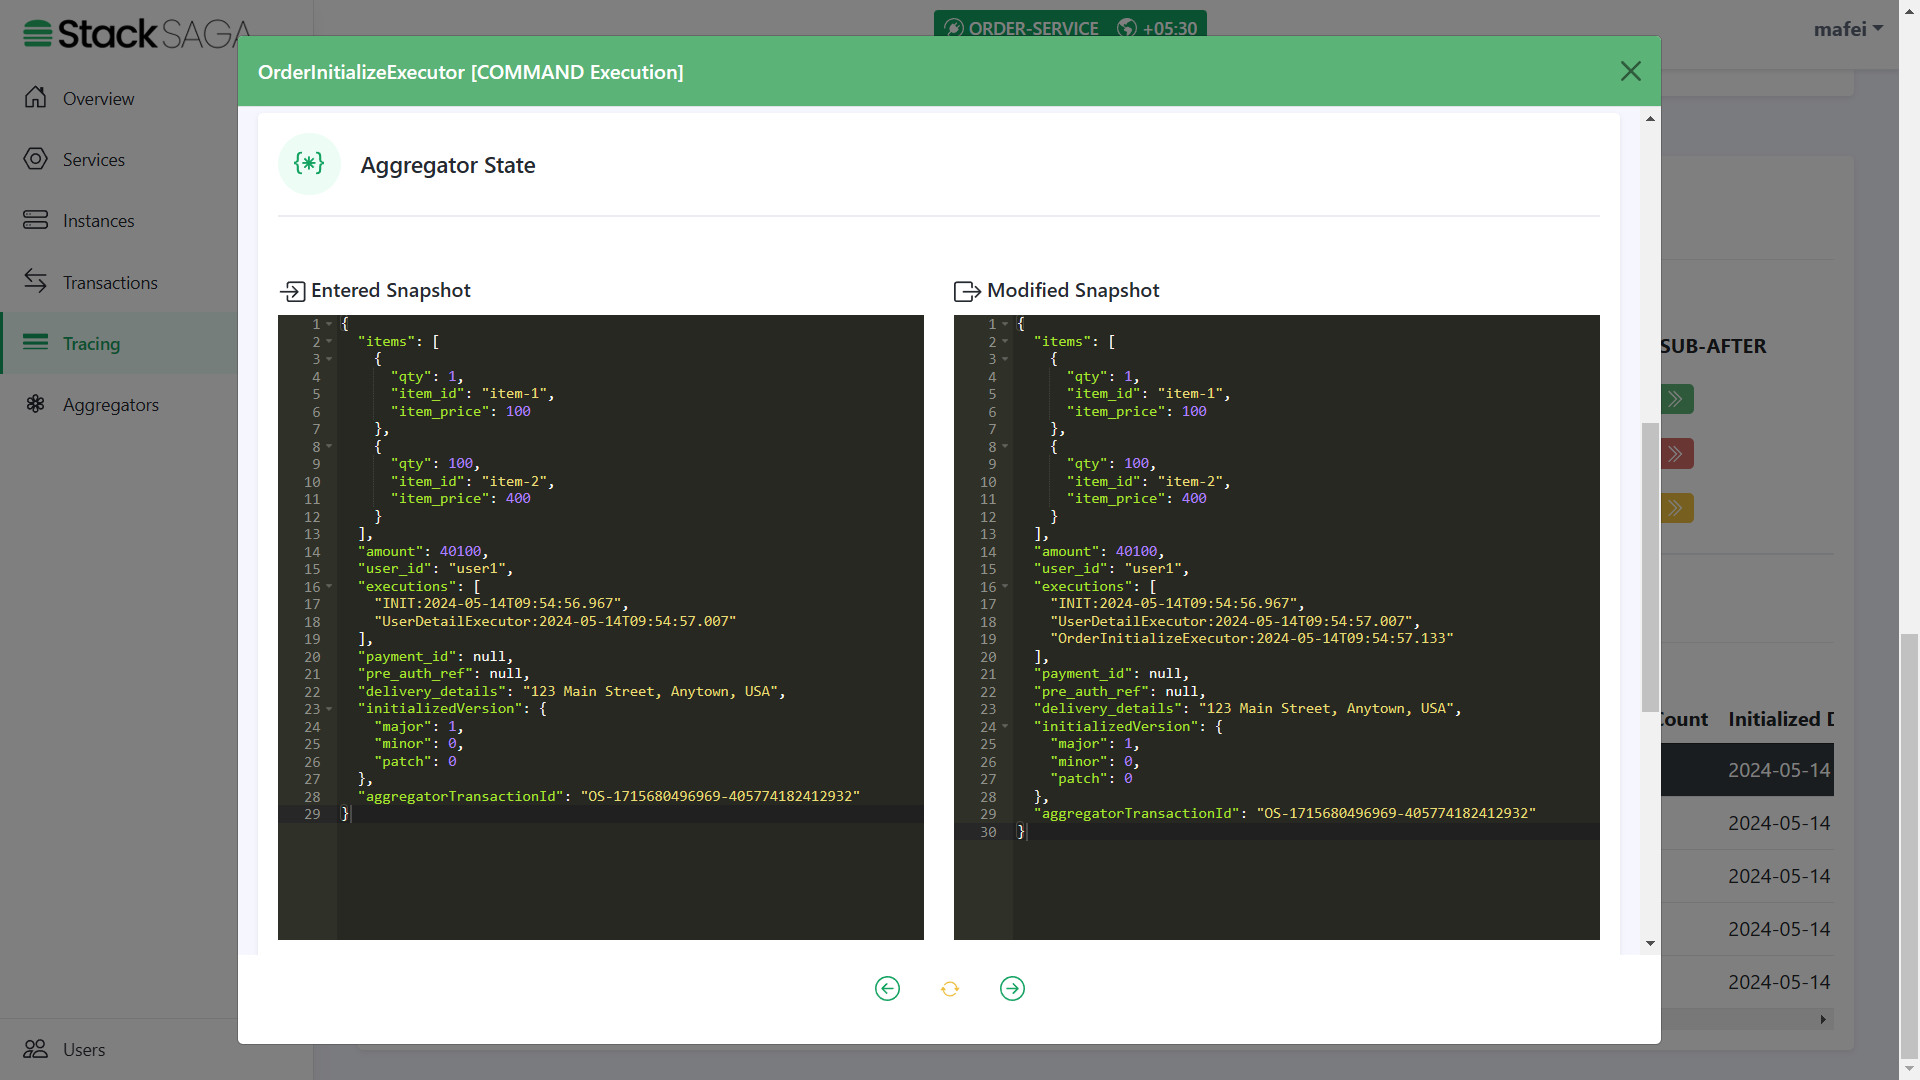 StackSAGA
ORDER-SERVICE +05:30
mafei
Overview
Services
Instances
Transactions
Tracing
Aggregators
Users
OrderInitializeExecutor [COMMAND Execution]
{*} Aggregator State
Entered Snapshot
1 {
2 "items": [
3 {
4 "qty": 1,
5 "item_id": "item-1",
6 "item_price": 100
7 },
8 {
9 "qty": 100,
10 "item_id": "item-2",
11 "item_price": 400
12 }
13 ],
14 "amount": 40100,
15 "user_id": "user1",
16 "executions": [
17 "INIT:2024-05-14T09:54:56.967",
18 "UserDetailExecutor:2024-05-14T09:54:57.007"
19 ],
20 "payment_id": null,
21 "pre_auth_ref": null,
22 "delivery_details": "123 Main Street, Anytown, USA",
23 "initializedVersion": {
24 "major": 1,
25 "minor": 0,
26 "patch": 0
27 },
28 "aggregatorTransactionId": "OS-1715680496969-405774182412932"
29 }
Modified Snapshot
1 {
2 "items": [
3 {
4 "qty": 1,
5 "item_id": "item-1",
6 "item_price": 100
7 },
8 {
9 "qty": 100,
10 "item_id": "item-2",
11 "item_price": 400
12 }
13 ],
14 "amount": 40100,
15 "user_id": "user1",
16 "executions": [
17 "INIT:2024-05-14T09:54:56.967",
18 "UserDetailExecutor:2024-05-14T09:54:57.007",
19 "OrderInitializeExecutor:2024-05-14T09:54:57.133"
20 ],
21 "payment_id": null,
22 "pre_auth_ref": null,
23 "delivery_details": "123 Main Street, Anytown, USA",
24 "initializedVersion": {
25 "major": 1,
26 "minor": 0,
27 "patch": 0
28 },
29 "aggregatorTransactionId": "OS-1715680496969-405774182412932"
30 }
SUB-AFTER
Initialized
2024-05-14
2024-05-14
2024-05-14
2024-05-14
2024-05-14